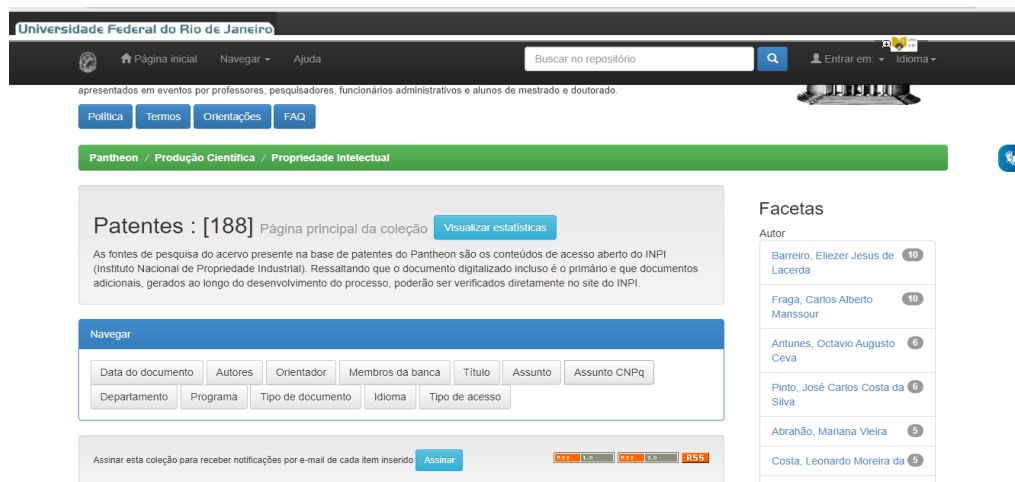 Universidade Federal do Rio de Janeiro
Página inicial Navegar Ajuda Buscar no repositório Entrar em: Idioma
apresentados em eventos por professores, pesquisadores, funcionários administrativos e alunos de mestrado e doutorado.
Política Termos Orientações FAQ
Pantheon / Produção Científica / Propriedade Intelectual
Patentes : [188] Página principal da coleção Visualizar estatísticas
As fontes de pesquisa do acervo presente na base de patentes do Pantheon são os conteúdos de acesso aberto do INPI
(Instituto Nacional de Propriedade Industrial). Ressaltando que o documento digitalizado incluso é o primário e que documentos
adicionais, gerados ao longo do desenvolvimento do processo, poderão ser verificados diretamente no site do INPI.
Navegar
Data do documento Autores Orientador Membros da banca Título Assunto Assunto CNPq
Departamento Programa Tipo de documento Idioma Tipo de acesso
Assinar esta coleção para receber notificações por e-mail de cada item inserido Assinar RSS 1.0 RSS 2.0 RSS
Facetas
Autor
Barreiro, Eliezer Jesus de 10
Lacerda
Fraga, Carlos Alberto 10
Manssour
Antunes, Octavio Augusto 6
Ceva
Pinto, José Carlos Costa da 6
Silva
Abrahão, Mariana Vieira 5
Costa, Leonardo Moreira da 5